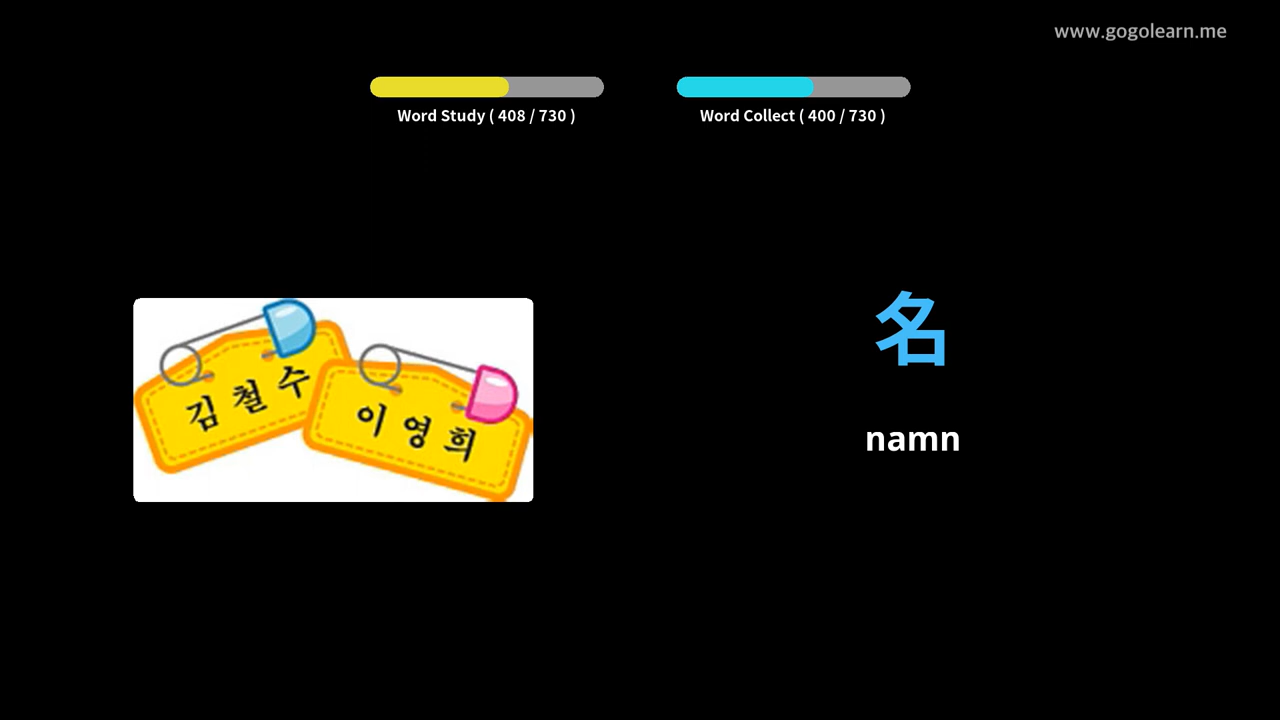 www.gogolearn.me
Word Study ( 408 / 730 )
Word Collect ( 400 / 730 )
김철수
이영희
名
namn